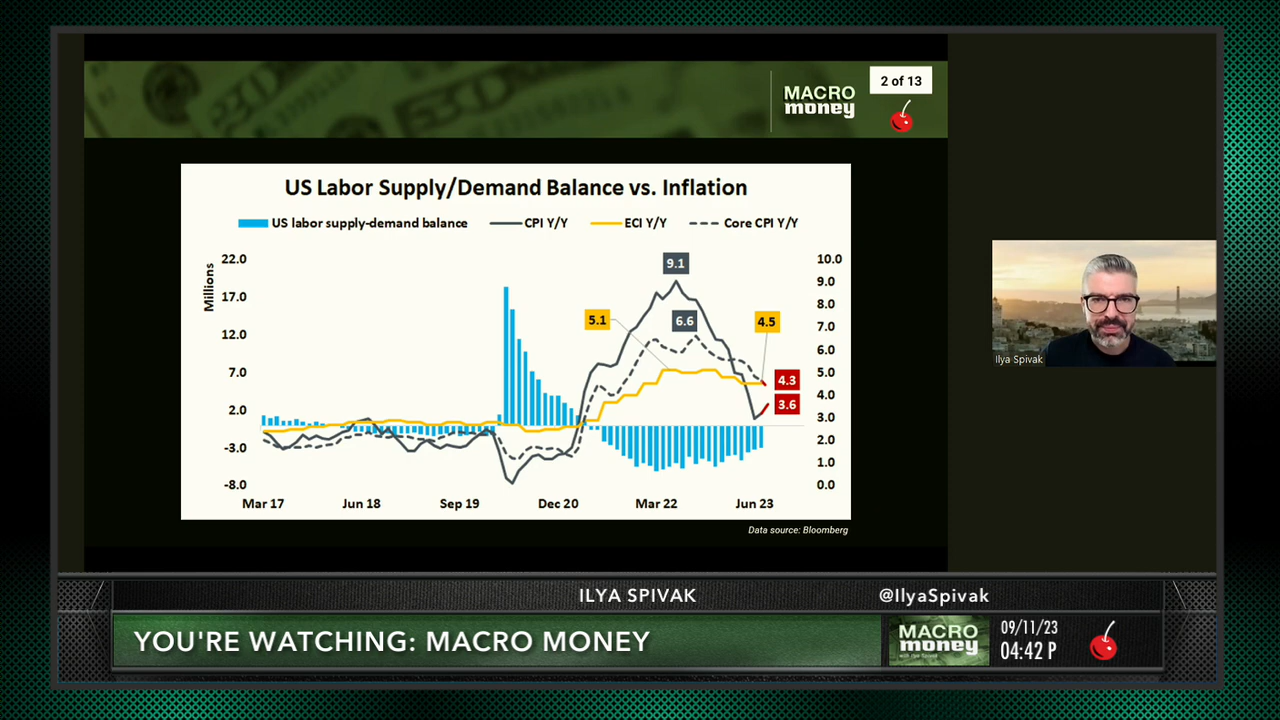 MACRO
money
2 of 13
US Labor Supply/Demand Balance vs. Inflation
US labor supply-demand balance
CPI Y/Y
ECI Y/Y
Core CPI Y/Y
Millions
22.0
17.0
12.0
7.0
2.0
-3.0
-8.0
10.0
9.0
8.0
7.0
6.0
5.0
4.0
3.0
2.0
1.0
0.0
9.1
5.1
6.6
4.5
4.3
3.6
Mar 17
Jun 18
Sep 19
Dec 20
Mar 22
Jun 23
Data source: Bloomberg
Ilya Spivak
ILYA SPIVAK
@IlyaSpivak
YOU'RE WATCHING: MACRO MONEY
MACRO
money
with Ilya Spivak
09/11/23
04:42 P